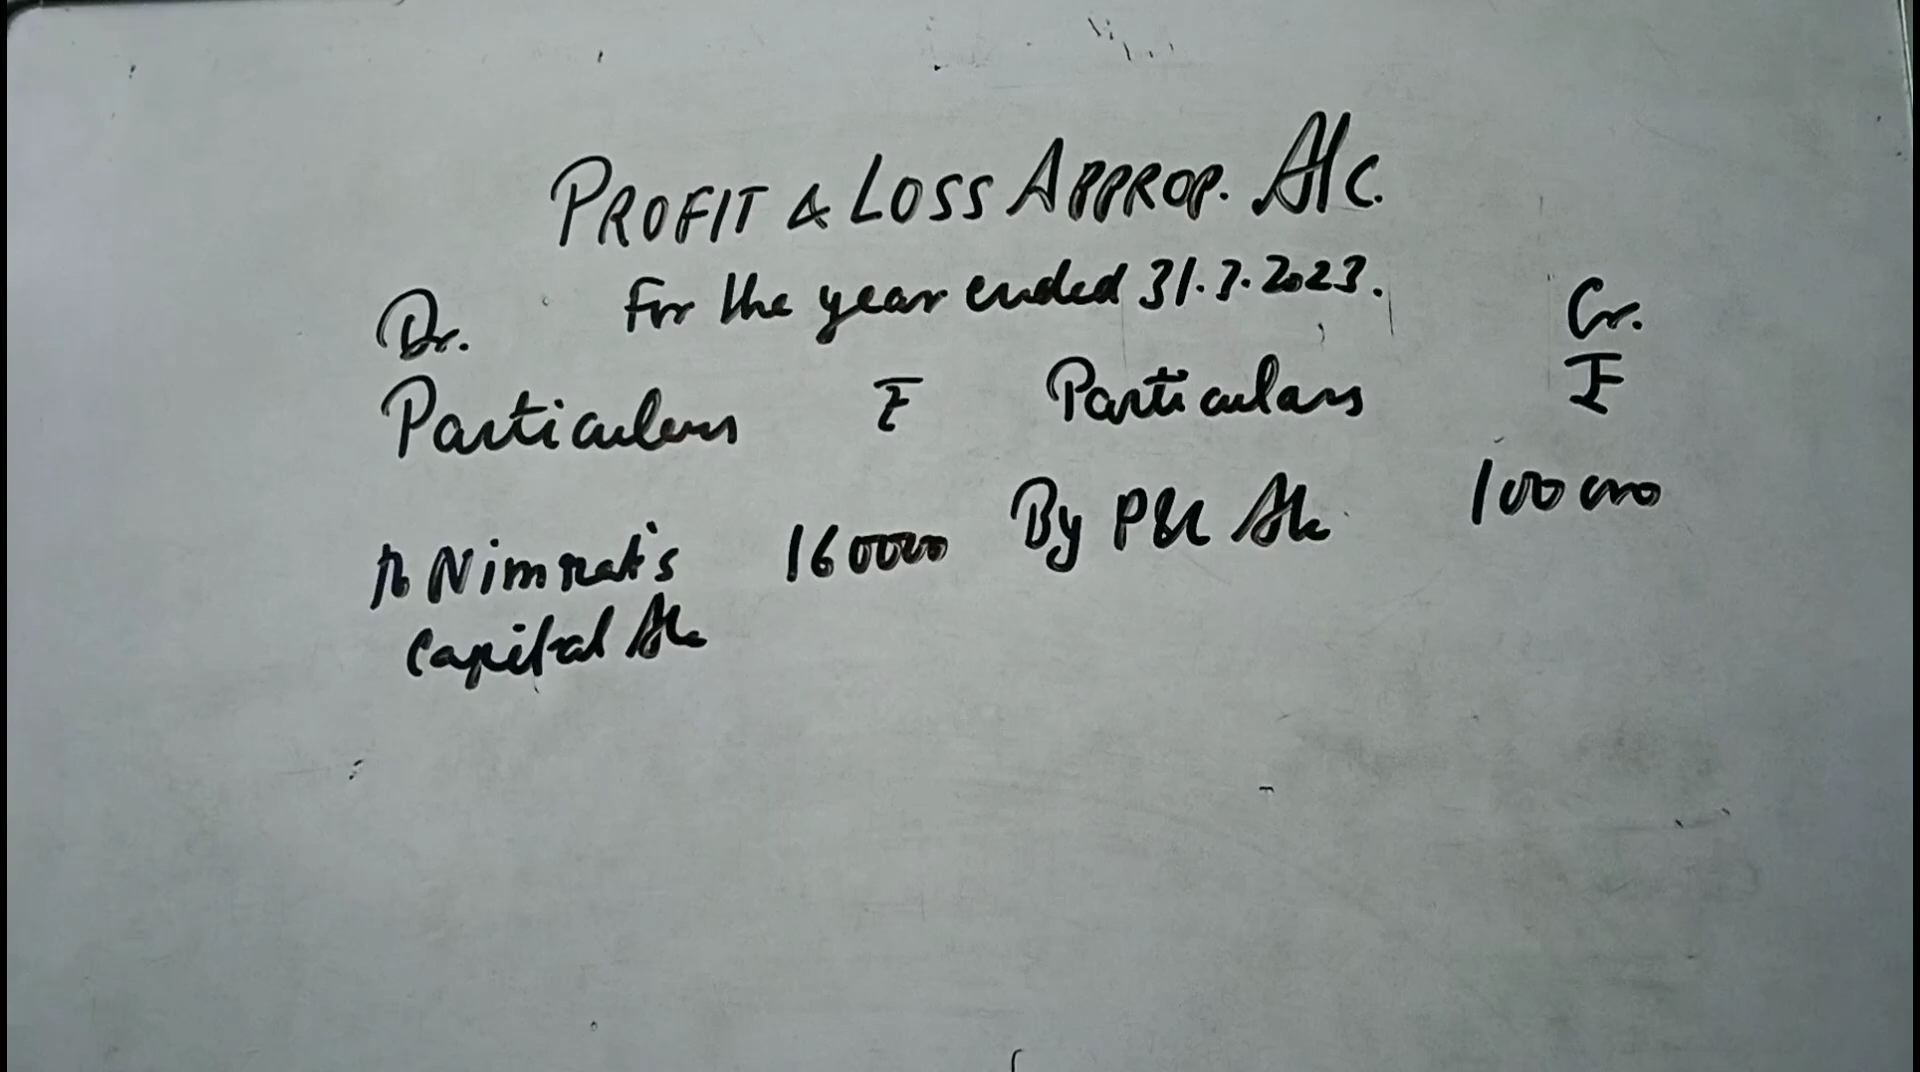 PROFIT & LOSS APPROP. A/c.
For the year ended 31.3.2023.
Dr. Cr.
Particulars ₹ Particulars ₹
To Nimrat's 160000 By P&L A/c 100000
Capital A/c